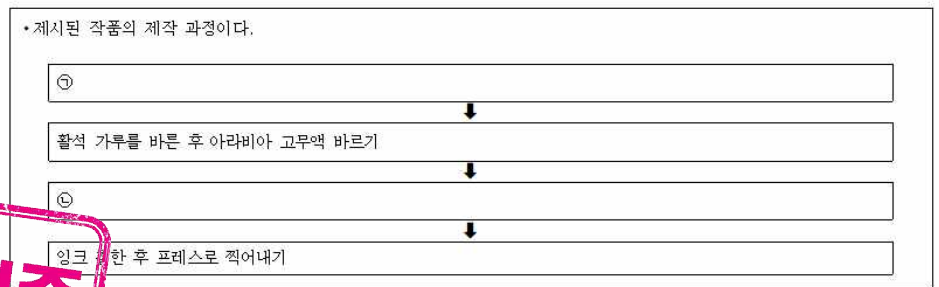 •제시된 작품의 제작 과정이다.
㉠
활석 가루를 바른 후 아라비아 고무액 바르기
㉡
잉크 한 후 프레스로 찍어내기